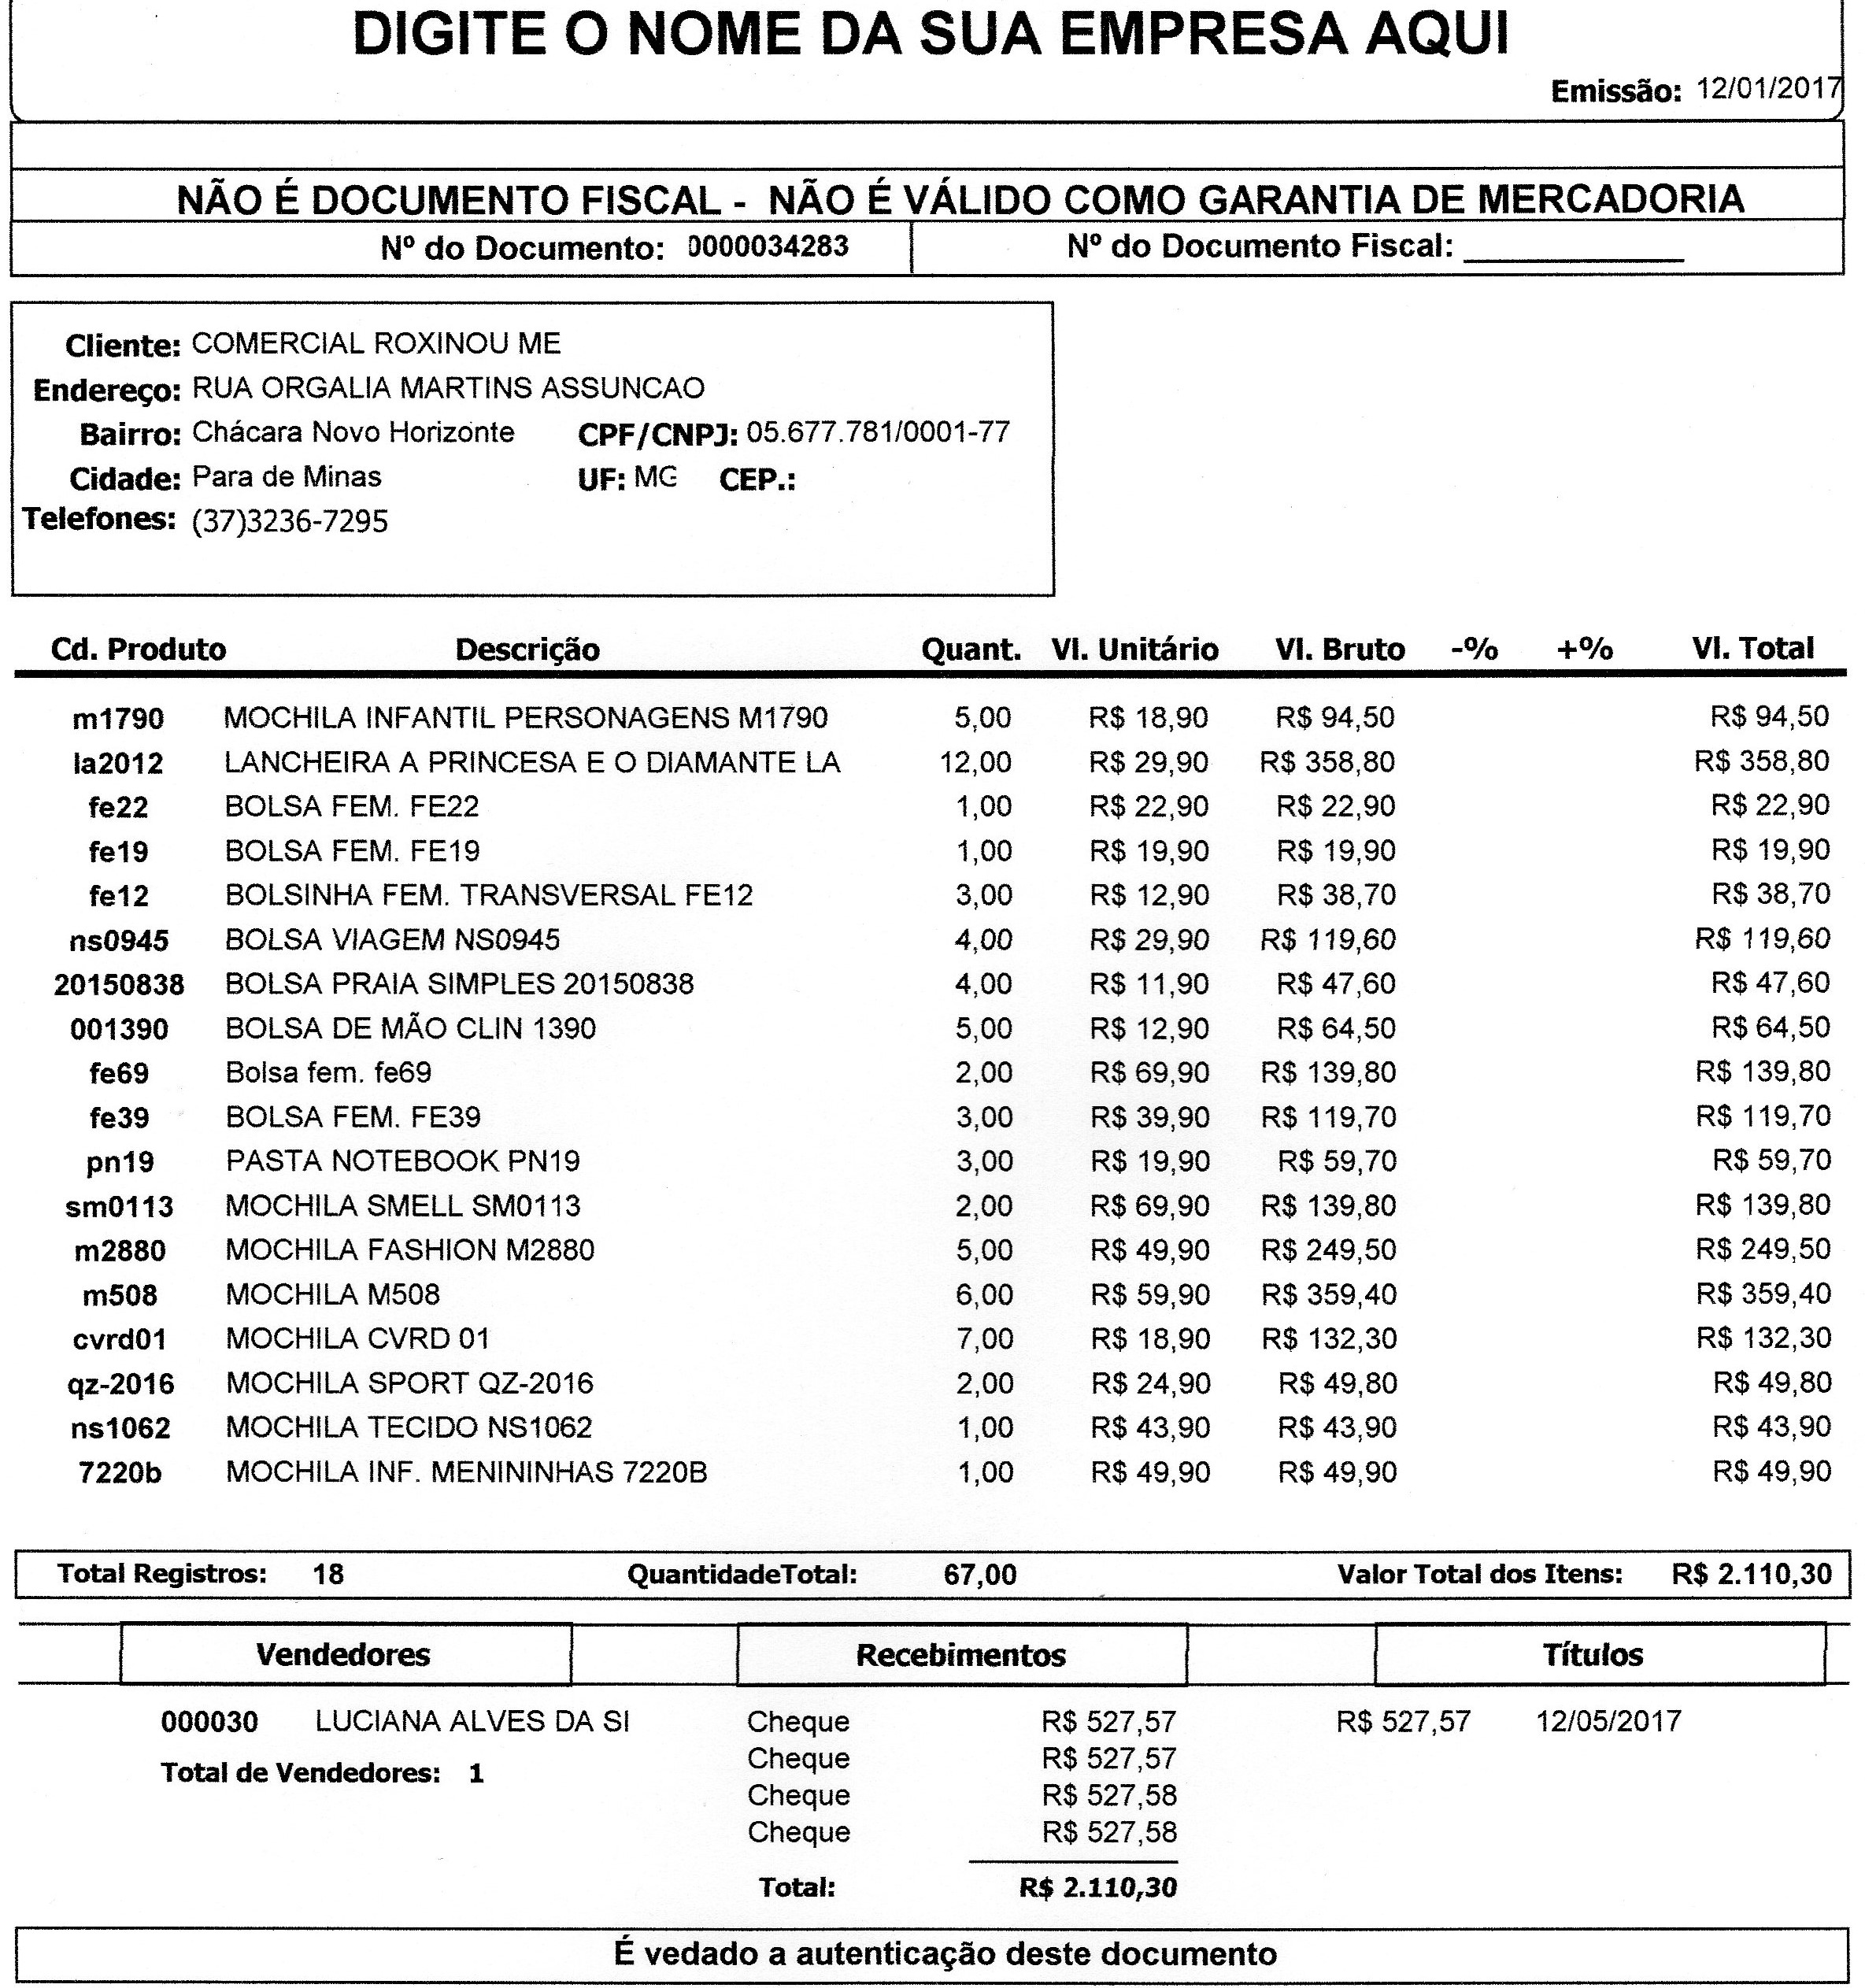 DIGITE O NOME DA SUA EMPRESA AQUI
Emissão: 12/01/2017
NÃO É DOCUMENTO FISCAL - NÃO É VÁLIDO COMO GARANTIA DE MERCADORIA
Nº do Documento: 0000034283 Nº do Documento Fiscal: ____________
Cliente: COMERCIAL ROXINOU ME
Endereço: RUA ORGALIA MARTINS ASSUNCAO
Bairro: Chácara Novo Horizonte CPF/CNPJ: 05.677.781/0001-77
Cidade: Para de Minas UF: MG CEP.:
Telefones: (37)3236-7295
Cd. Produto Descrição Quant. Vl. Unitário Vl. Bruto -% +% Vl. Total
m1790 MOCHILA INFANTIL PERSONAGENS M1790 5,00 R$ 18,90 R$ 94,50 R$ 94,50
la2012 LANCHEIRA A PRINCESA E O DIAMANTE LA 12,00 R$ 29,90 R$ 358,80 R$ 358,80
fe22 BOLSA FEM. FE22 1,00 R$ 22,90 R$ 22,90 R$ 22,90
fe19 BOLSA FEM. FE19 1,00 R$ 19,90 R$ 19,90 R$ 19,90
fe12 BOLSINHA FEM. TRANSVERSAL FE12 3,00 R$ 12,90 R$ 38,70 R$ 38,70
ns0945 BOLSA VIAGEM NS0945 4,00 R$ 29,90 R$ 119,60 R$ 119,60
20150838 BOLSA PRAIA SIMPLES 20150838 4,00 R$ 11,90 R$ 47,60 R$ 47,60
001390 BOLSA DE MÃO CLIN 1390 5,00 R$ 12,90 R$ 64,50 R$ 64,50
fe69 Bolsa fem. fe69 2,00 R$ 69,90 R$ 139,80 R$ 139,80
fe39 BOLSA FEM. FE39 3,00 R$ 39,90 R$ 119,70 R$ 119,70
pn19 PASTA NOTEBOOK PN19 3,00 R$ 19,90 R$ 59,70 R$ 59,70
sm0113 MOCHILA SMELL SM0113 2,00 R$ 69,90 R$ 139,80 R$ 139,80
m2880 MOCHILA FASHION M2880 5,00 R$ 49,90 R$ 249,50 R$ 249,50
m508 MOCHILA M508 6,00 R$ 59,90 R$ 359,40 R$ 359,40
cvrd01 MOCHILA CVRD 01 7,00 R$ 18,90 R$ 132,30 R$ 132,30
qz-2016 MOCHILA SPORT QZ-2016 2,00 R$ 24,90 R$ 49,80 R$ 49,80
ns1062 MOCHILA TECIDO NS1062 1,00 R$ 43,90 R$ 43,90 R$ 43,90
7220b MOCHILA INF. MENININHAS 7220B 1,00 R$ 49,90 R$ 49,90 R$ 49,90
Total Registros: 18 QuantidadeTotal: 67,00 Valor Total dos Itens: R$ 2.110,30
Vendedores Recebimentos Títulos
000030 LUCIANA ALVES DA SI Cheque R$ 527,57 R$ 527,57 12/05/2017
Cheque R$ 527,57
Total de Vendedores: 1
Cheque R$ 527,58
Cheque R$ 527,58
Total: R$ 2.110,30
É vedado a autenticação deste documento